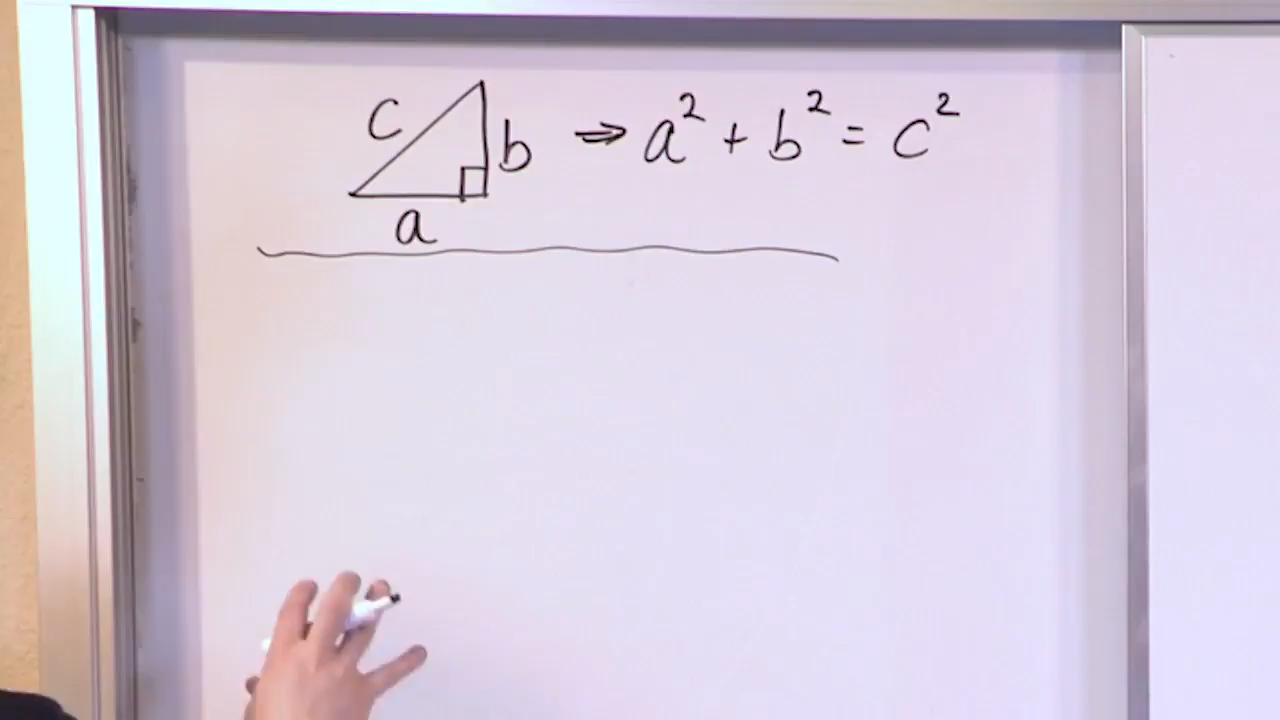 c
b ⇒ a² + b² = c²
a